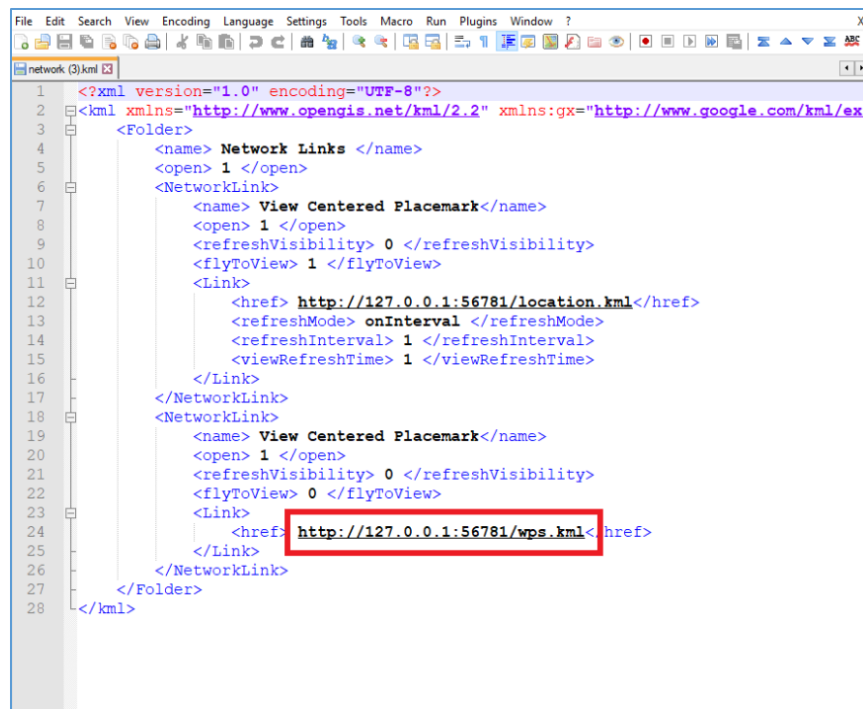 File Edit Search View Encoding Language Settings Tools Macro Run Plugins Window ? X
ABC
network (3).kml
1 <?xml version="1.0" encoding="UTF-8"?>
2 <kml xmlns="http://www.opengis.net/kml/2.2" xmlns:gx="http://www.google.com/kml/ex
3 <Folder>
4 <name> Network Links </name>
5 <open> 1 </open>
6 <NetworkLink>
7 <name> View Centered Placemark</name>
8 <open> 1 </open>
9 <refreshVisibility> 0 </refreshVisibility>
10 <flyToView> 1 </flyToView>
11 <Link>
12 <href> http://127.0.0.1:56781/location.kml</href>
13 <refreshMode> onInterval </refreshMode>
14 <refreshInterval> 1 </refreshInterval>
15 <viewRefreshTime> 1 </viewRefreshTime>
16 </Link>
17 </NetworkLink>
18 <NetworkLink>
19 <name> View Centered Placemark</name>
20 <open> 1 </open>
21 <refreshVisibility> 0 </refreshVisibility>
22 <flyToView> 0 </flyToView>
23 <Link>
24 <href> http://127.0.0.1:56781/wps.kml</href>
25 </Link>
26 </NetworkLink>
27 </Folder>
28 </kml>